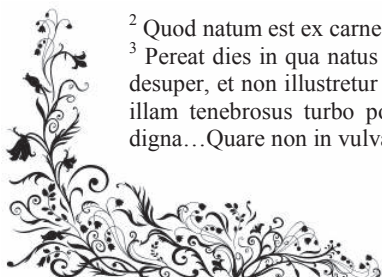 2 Quod natum est ex carne
3 Pereat dies in qua natus
desuper, et non illustretur
illam tenebrosus turbo po
digna…Quare non in vulva